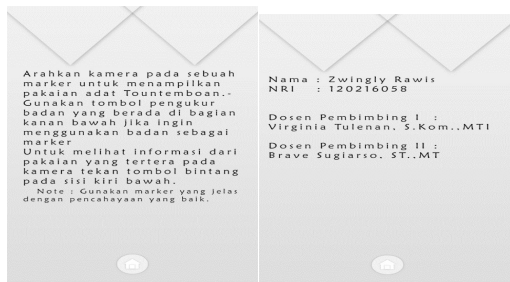 Arahkan kamera pada sebuah
marker untuk menampilkan
pakaian adat Tountemboan.-
Gunakan tombol pengukur
badan yang berada di bagian
kanan bawah jika ingin
menggunakan badan sebagai
marker
Untuk melihat informasi dari
pakaian yang tertera pada
kamera tekan tombol bintang
pada sisi kiri bawah.
Note : Gunakan marker yang jelas
dengan pencahayaan yang baik.
Nama : Zwingly Rawis
NRI : 120216058
Dosen Pembimbing I :
Virginia Tulenan, S.Kom.,MTI
Dosen Pembimbing II :
Brave Sugiarso, ST.,MT